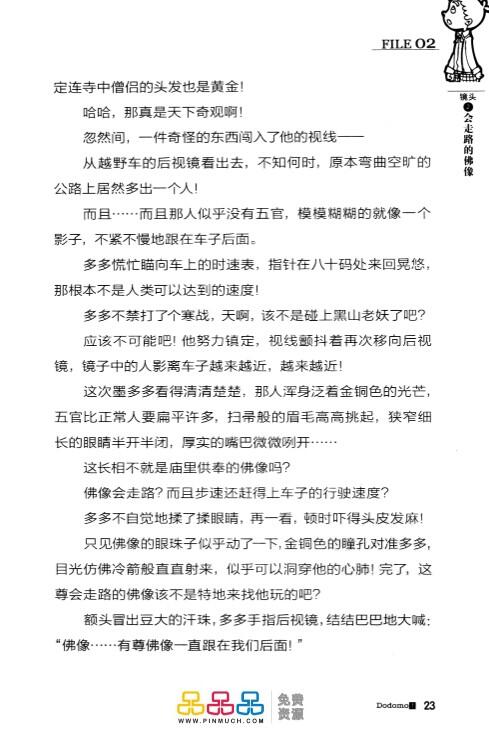 FILE 02
镜头
2
会走路的佛像
定连寺中僧侣的头发也是黄金！
哈哈，那真是天下奇观啊！
忽然间，一件奇怪的东西闯入了他的视线——
从越野车的后视镜看出去，不知何时，原本弯曲空旷的
公路上居然多出一个人！
而且……而且那人似乎没有五官，模模糊糊的就像一个
影子，不紧不慢地跟在车子后面。
多多慌忙瞄向车上的时速表，指针在八十码处来回晃悠，
那根本不是人类可以达到的速度！
多多不禁打了个寒战，天啊，该不是碰上黑山老妖了吧？
应该不可能吧！他努力镇定，视线颤抖着再次移向后视
镜，镜子中的人影离车子越来越近，越来越近！
这次墨多多看得清清楚楚，那人浑身泛着金铜色的光芒，
五官比正常人要扁平许多，扫帚般的眉毛高高挑起，狭窄细
长的眼睛半开半闭，厚实的嘴巴微微咧开……
这长相不就是庙里供奉的佛像吗？
佛像会走路？而且步速还赶得上车子的行驶速度？
多多不自觉地揉了揉眼睛，再一看，顿时吓得头皮发麻！
只见佛像的眼珠子似乎动了一下，金铜色的瞳孔对准多多，
目光仿佛冷箭般直直射来，似乎可以洞穿他的心肺！完了，这
尊会走路的佛像该不是特地来找他玩的吧？
额头冒出豆大的汗珠，多多手指后视镜，结结巴巴地大喊：
“佛像……有尊佛像一直跟在我们后面！”
品品品
WWW.PINMUCH.COM
免费
资源
Dodomo 23